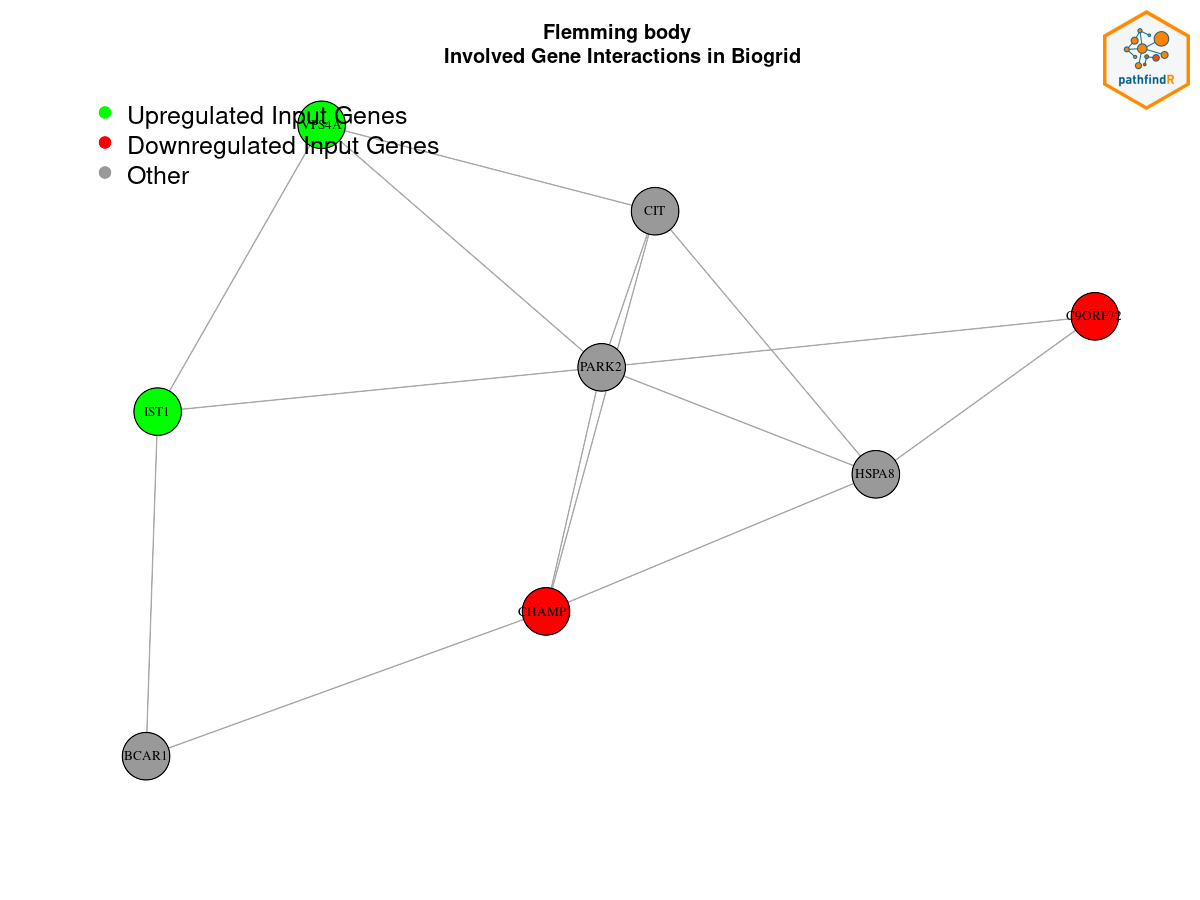 Flemming body
Involved Gene Interactions in Biogrid
pathfindR
Upregulated Input Genes
Downregulated Input Genes
Other
VPS4A
CIT
C9ORF72
PARK2
IST1
HSPA8
CHAMP
BCAR1